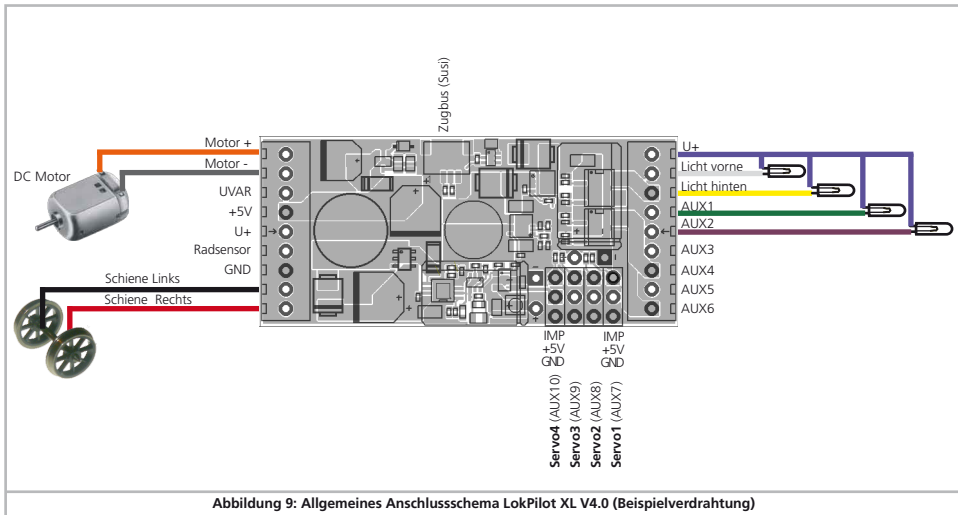 Zugbus (Susi)
DC Motor
Motor +
Motor -
UVAR
+5V
U+
Radsensor
GND
Schiene Links
Schiene Rechts
U+
Licht vorne
Licht hinten
AUX1
AUX2
AUX3
AUX4
AUX5
AUX6
IMP
+5V
GND
IMP
+5V
GND
Servo4 (AUX10)
Servo3 (AUX9)
Servo2 (AUX8)
Servo1 (AUX7)
Abbildung 9: Allgemeines Anschlussschema LokPilot XL V4.0 (Beispielverdrahtung)